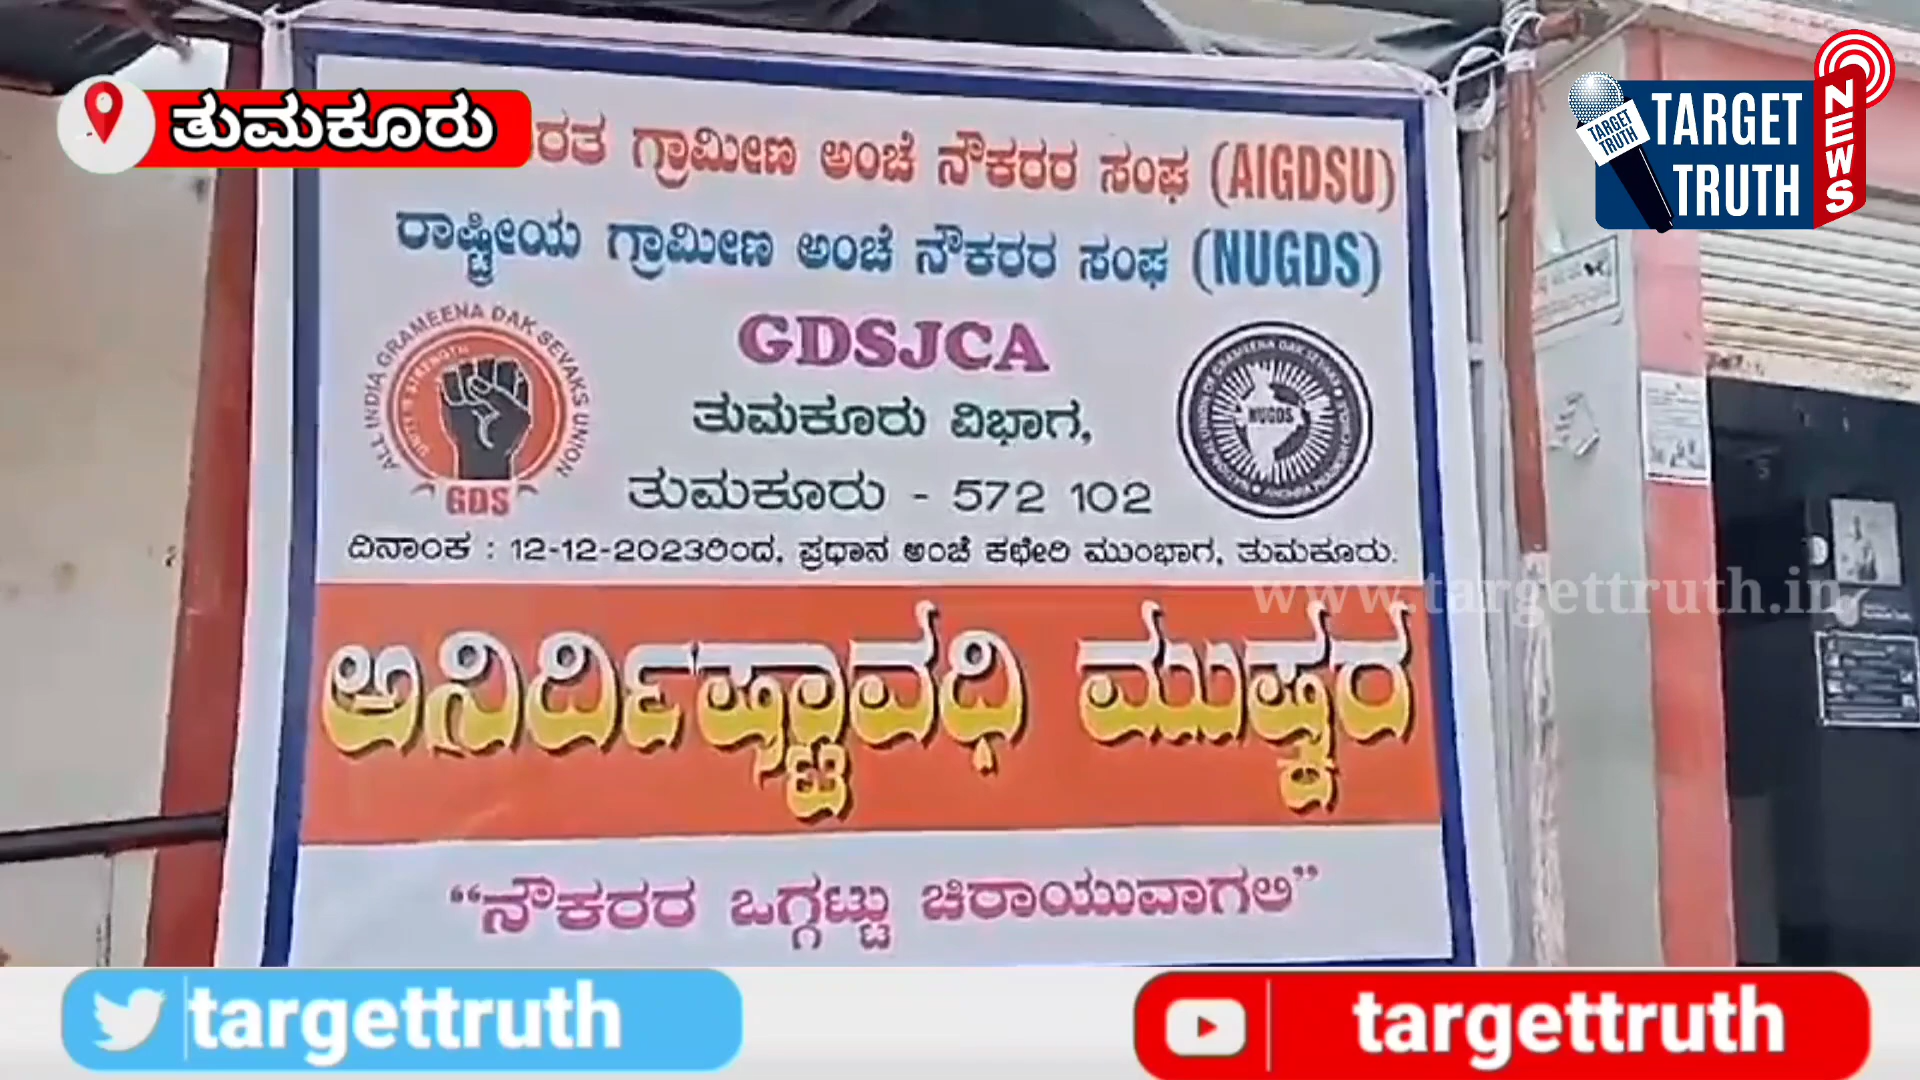 ತುಮಕೂರು
TARGET TRUTH
TARGET
TRUTH
NEWS
ಗ್ರಾಮೀಣ ಅಂಚೆ ನೌಕರರ ಸಂಘ (AIGDSU)
ರಾಷ್ಟ್ರೀಯ ಗ್ರಾಮೀಣ ಅಂಚೆ ನೌಕರರ ಸಂಘ (NUGDS)
ALL INDIA GRAMEENA DAK SEVAKS UNION
GDS
GDSJCA
NUGDS
ತುಮಕೂರು ವಿಭಾಗ,
ತುಮಕೂರು - 572 102
ದಿನಾಂಕ : 12-12-2023ರಿಂದ, ಪ್ರಧಾನ ಅಂಚೆ ಕಛೇರಿ ಮುಂಭಾಗ, ತುಮಕೂರು.
www.targettruth.in
ಅನಿರ್ದಿಷ್ಟಾವಧಿ ಮುಷ್ಕರ
“ನೌಕರರ ಒಗ್ಗಟ್ಟು ಚಿರಾಯುವಾಗಲಿ”
targettruth
targettruth